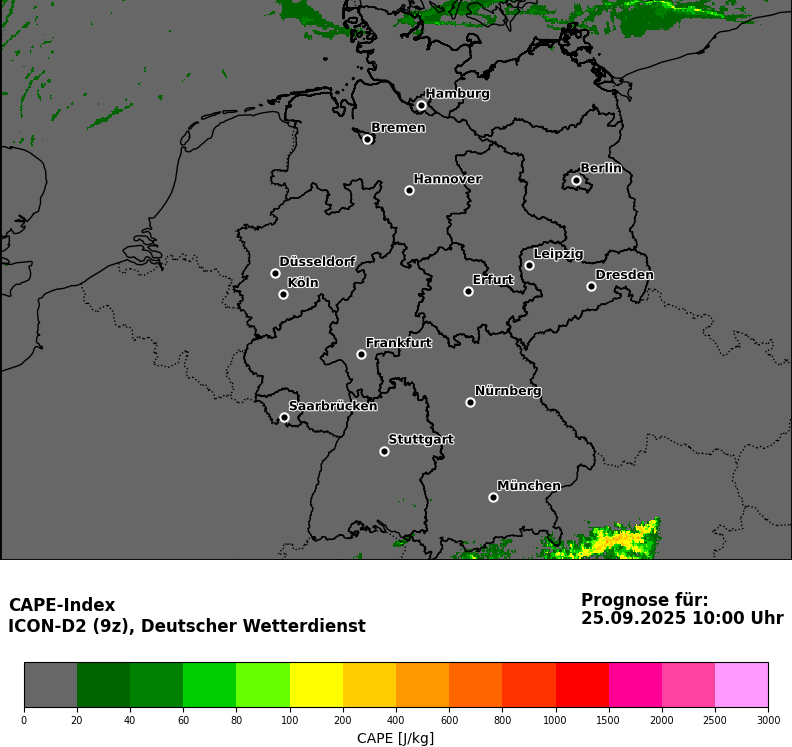 Hamburg
Bremen
Berlin
Hannover
Leipzig
Düsseldorf
Dresden
Köln
Erfurt
Frankfurt
Nürnberg
Saarbrücken
Stuttgart
München
CAPE-Index
ICON-D2 (9z), Deutscher Wetterdienst
Prognose für:
25.09.2025 10:00 Uhr
0 20 40 60 80 100 200 400 600 800 1000 1500 2000 2500 3000
CAPE [J/kg]